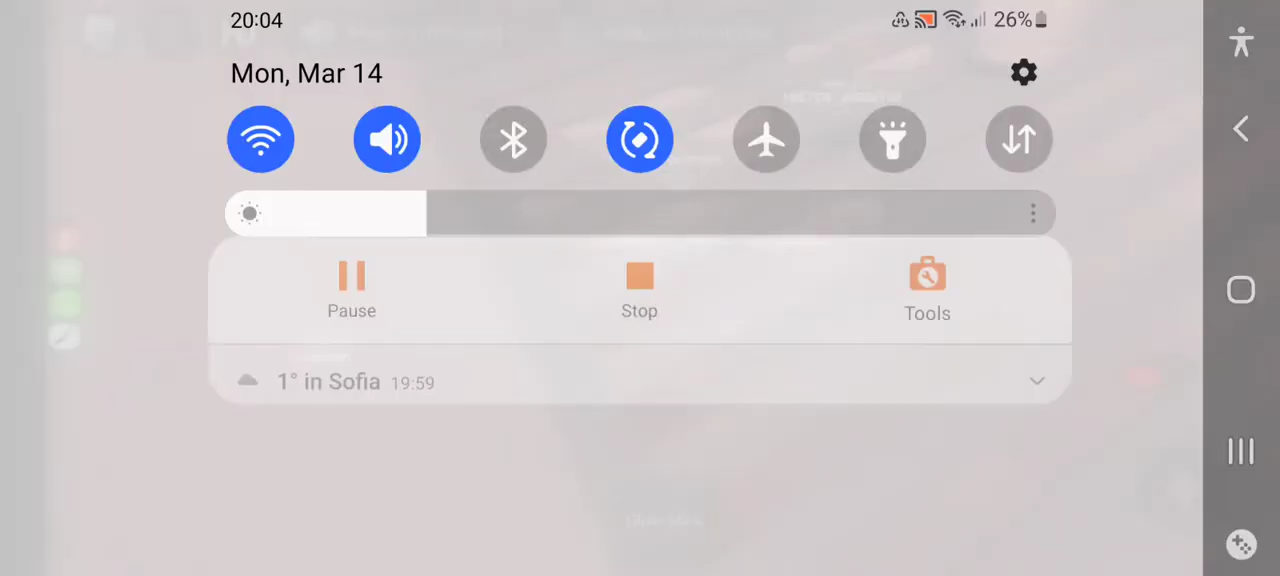 20:04
26%
Mon, Mar 14
Pause
Stop
Tools
1° in Sofia 19:59